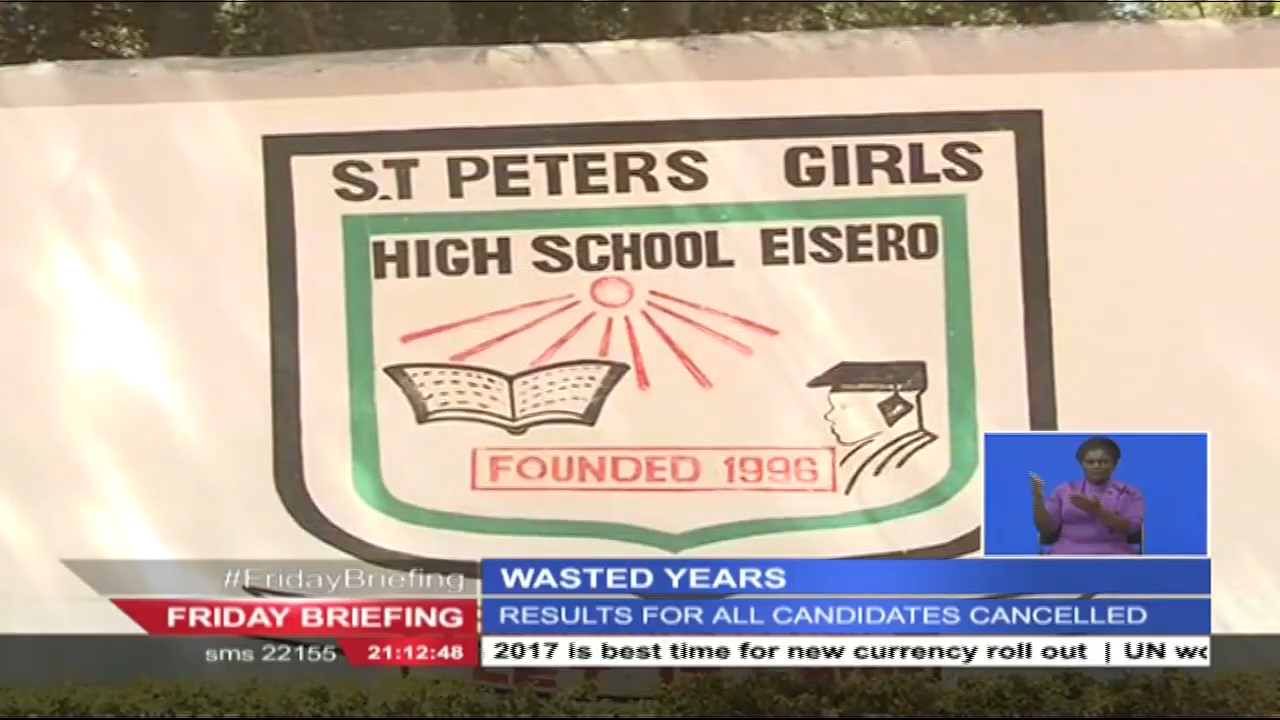 S.T PETERS GIRLS
HIGH SCHOOL EISERO
FOUNDED 1996
#FridayBriefing
WASTED YEARS
FRIDAY BRIEFING
RESULTS FOR ALL CANDIDATES CANCELLED
sms 22155
21:12:48
2017 is best time for new currency roll out | UN